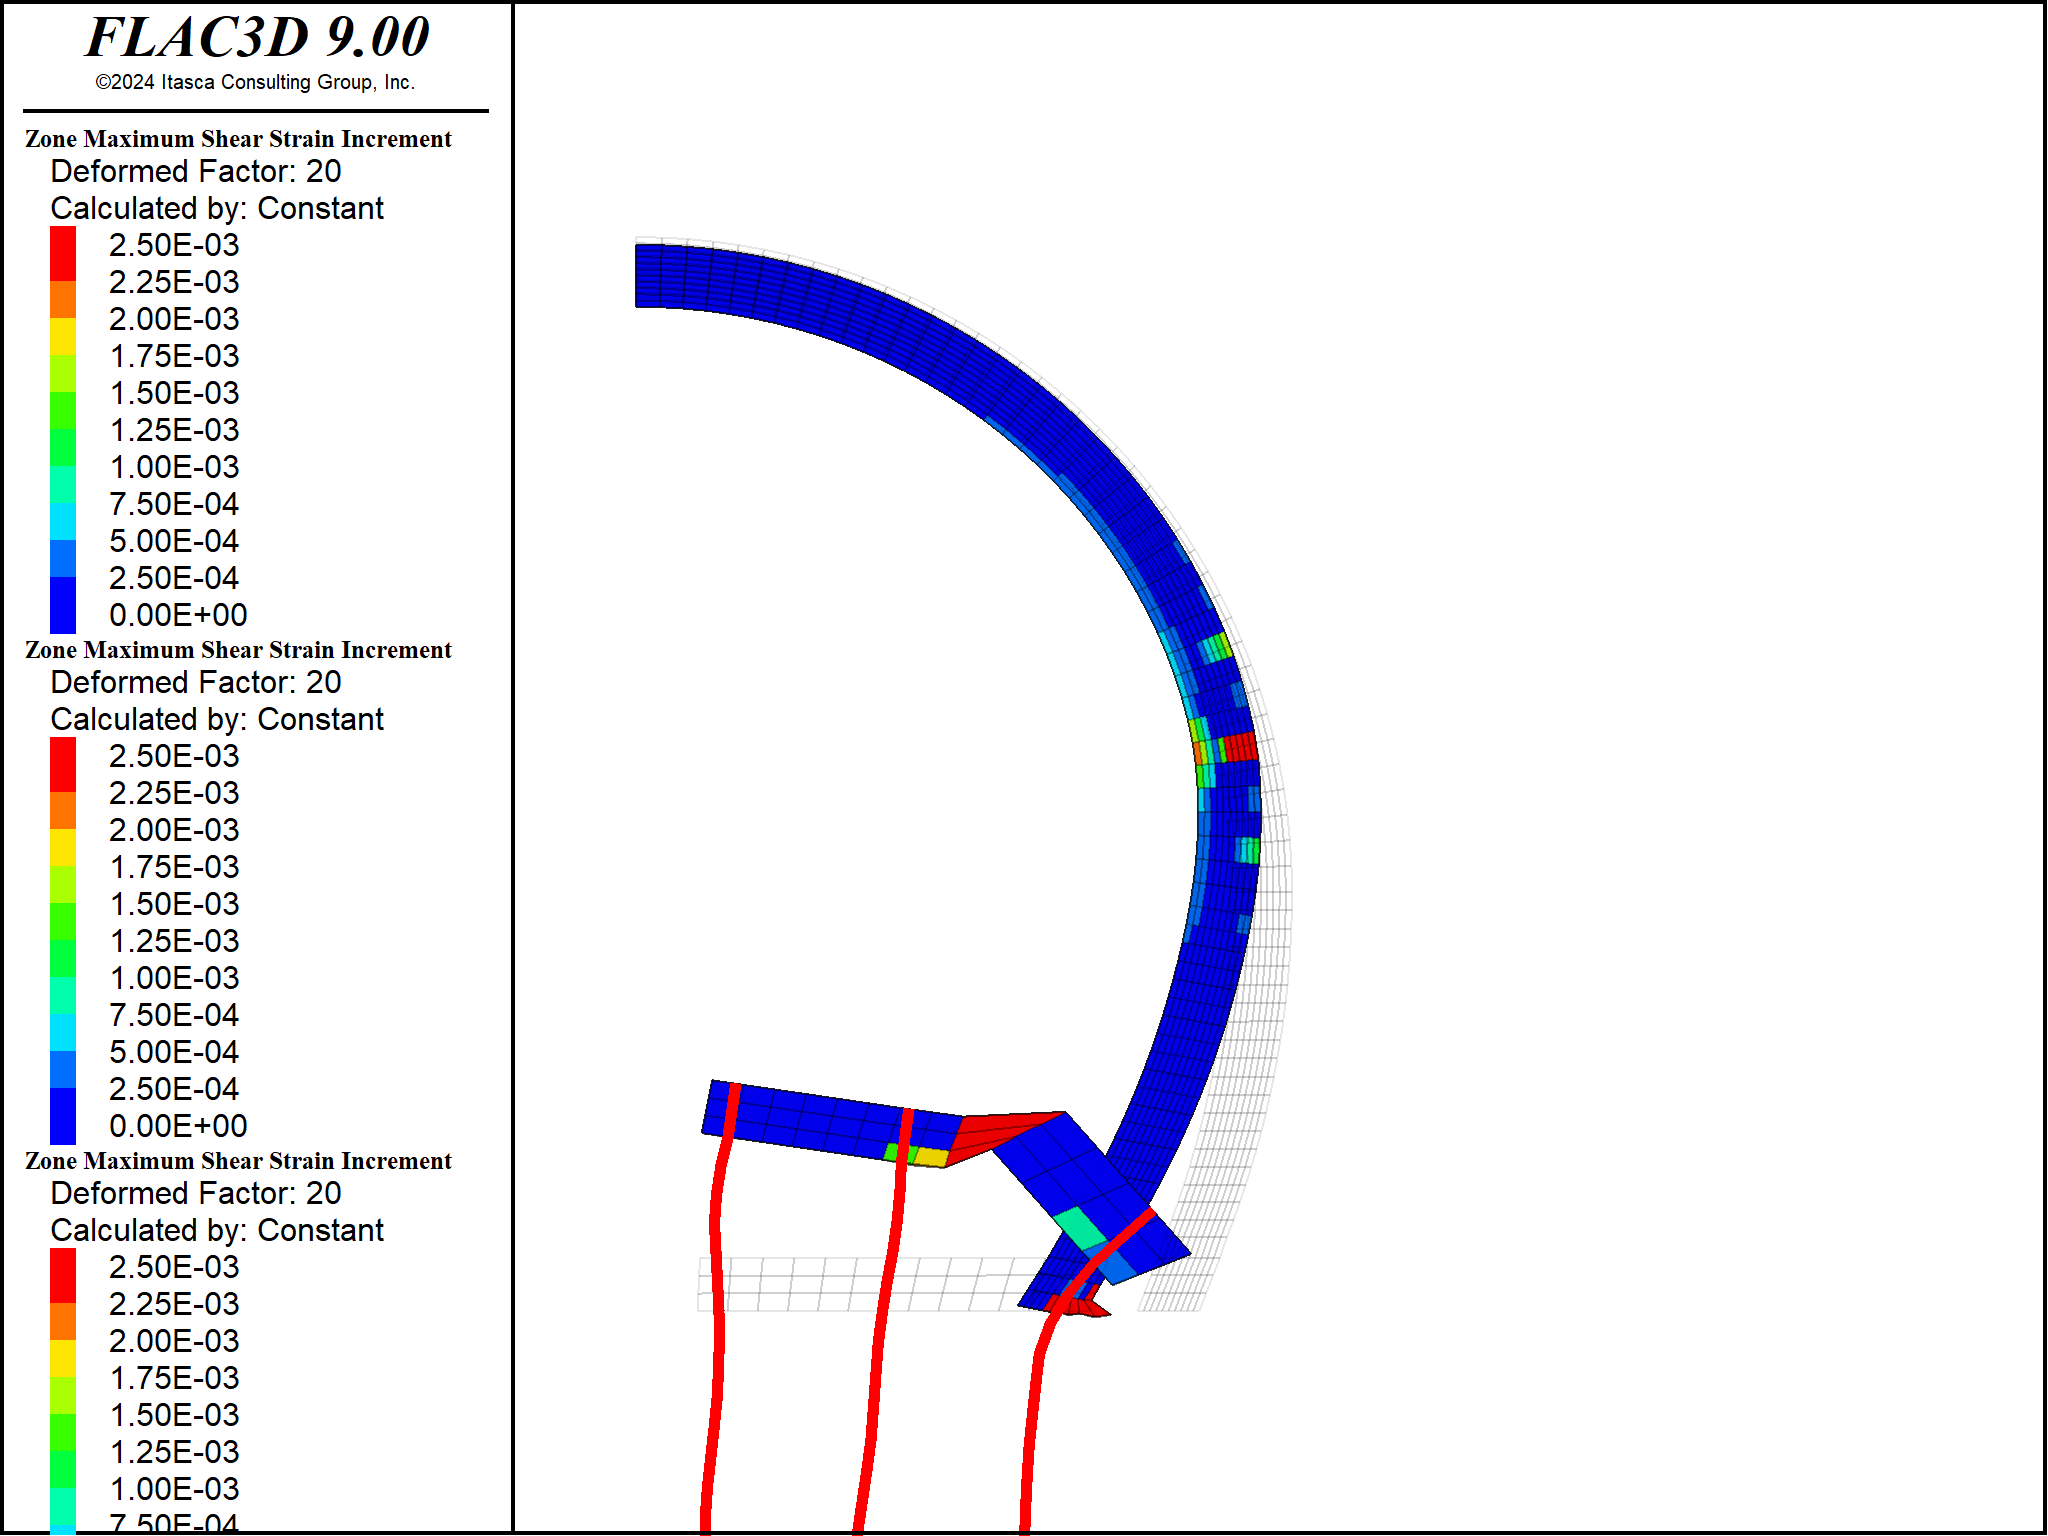 FLAC3D 9.00
©2024 Itasca Consulting Group, Inc.
Zone Maximum Shear Strain Increment
Deformed Factor: 20
Calculated by: Constant
2.50E-03
2.25E-03
2.00E-03
1.75E-03
1.50E-03
1.25E-03
1.00E-03
7.50E-04
5.00E-04
2.50E-04
0.00E+00
Zone Maximum Shear Strain Increment
Deformed Factor: 20
Calculated by: Constant
2.50E-03
2.25E-03
2.00E-03
1.75E-03
1.50E-03
1.25E-03
1.00E-03
7.50E-04
5.00E-04
2.50E-04
0.00E+00
Zone Maximum Shear Strain Increment
Deformed Factor: 20
Calculated by: Constant
2.50E-03
2.25E-03
2.00E-03
1.75E-03
1.50E-03
1.25E-03
1.00E-03
7.50E-04